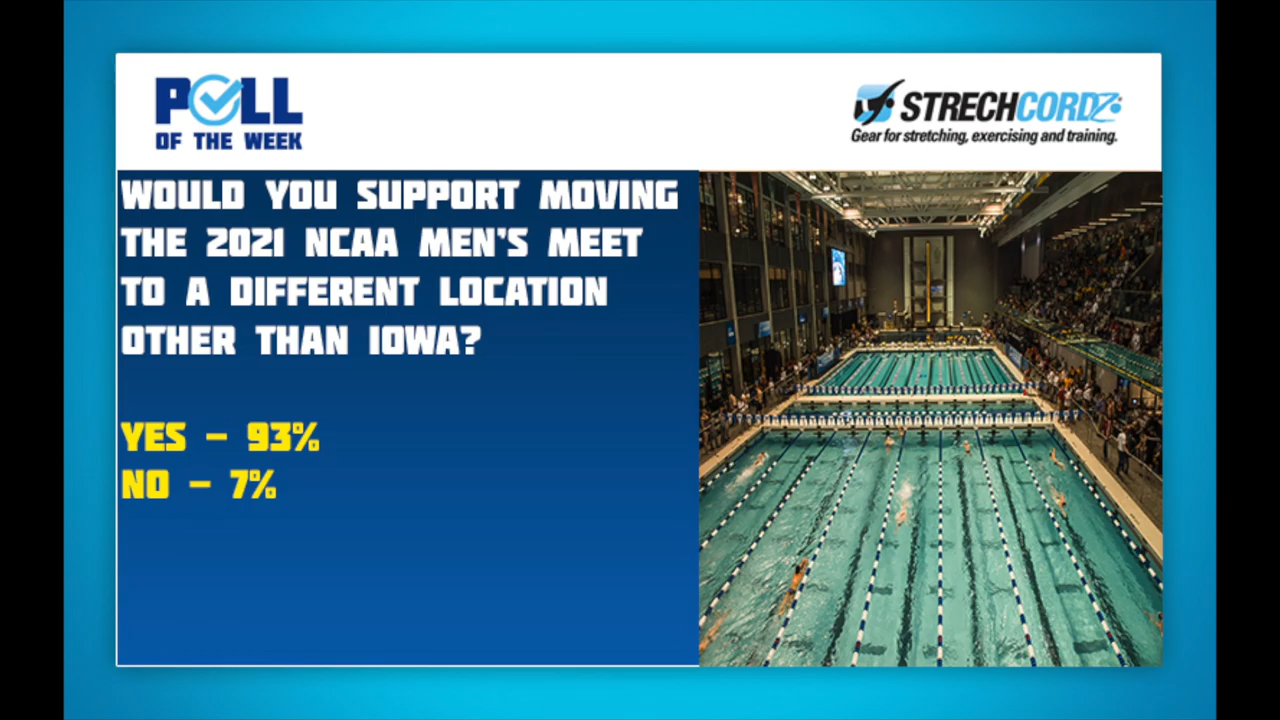 POLL
OF THE WEEK
STRECHCORDZ
Gear for stretching, exercising and training.
WOULD YOU SUPPORT MOVING
THE 2021 NCAA MEN'S MEET
TO A DIFFERENT LOCATION
OTHER THAN IOWA?
YES – 93%
NO – 7%